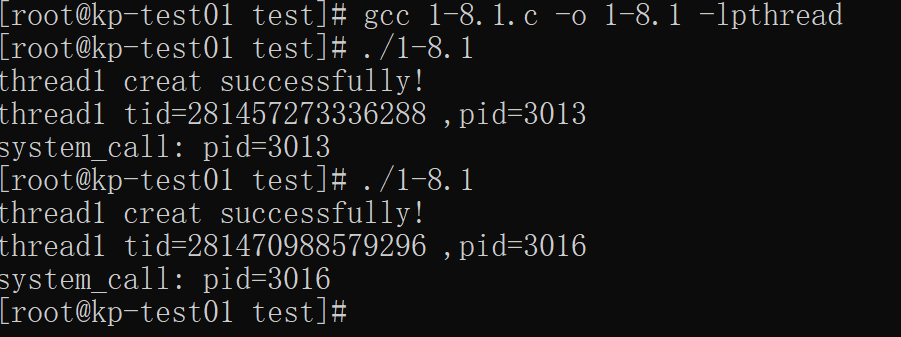 [root@kp-test01 test]# gcc 1-8.1.c -o 1-8.1 -lpthread
[root@kp-test01 test]# ./1-8.1
thread1 creat successfully!
thread1 tid=281457273336288 ,pid=3013
system_call: pid=3013
[root@kp-test01 test]# ./1-8.1
thread1 creat successfully!
thread1 tid=281470988579296 ,pid=3016
system_call: pid=3016
[root@kp-test01 test]#